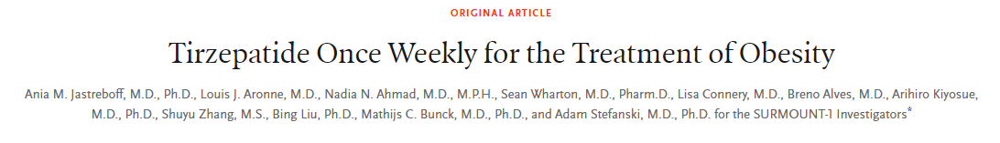 ORIGINAL ARTICLE
Tirzepatide Once Weekly for the Treatment of Obesity
Ania M. Jastreboff, M.D., Ph.D., Louis J. Aronne, M.D., Nadia N. Ahmad, M.D., M.P.H., Sean Wharton, M.D., Pharm.D., Lisa Connery, M.D., Breno Alves, M.D., Arihiro Kiyosue,
M.D., Ph.D., Shuyu Zhang, M.S., Bing Liu, Ph.D., Mathijs C. Bunck, M.D., Ph.D., and Adam Stefanski, M.D., Ph.D. for the SURMOUNT-1 Investigators*